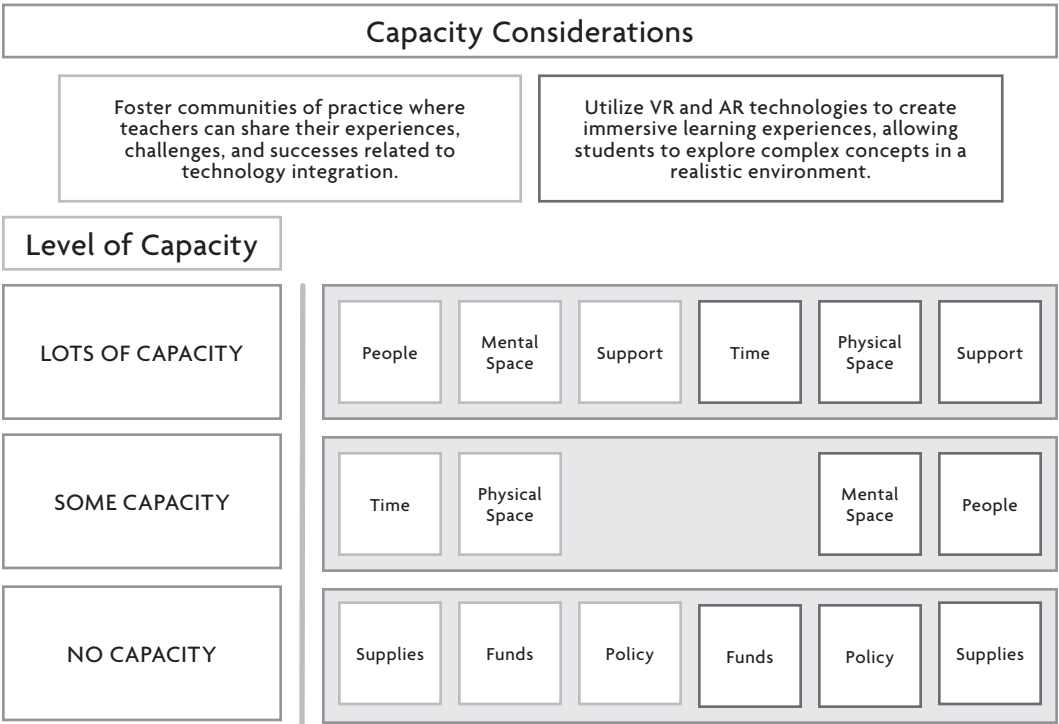 Capacity Considerations
Foster communities of practice where
teachers can share their experiences,
challenges, and successes related to
technology integration.
Utilize VR and AR technologies to create
immersive learning experiences, allowing
students to explore complex concepts in a
realistic environment.
Level of Capacity
LOTS OF CAPACITY
People
Mental
Space
Support
Time
Physical
Space
Support
SOME CAPACITY
Time
Physical
Space
Mental
Space
People
NO CAPACITY
Supplies
Funds
Policy
Funds
Policy
Supplies